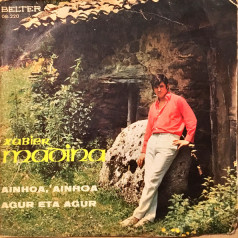 BELTER
xabier
madina
AINHOA, AINHOA
AGUR ETA AGUR